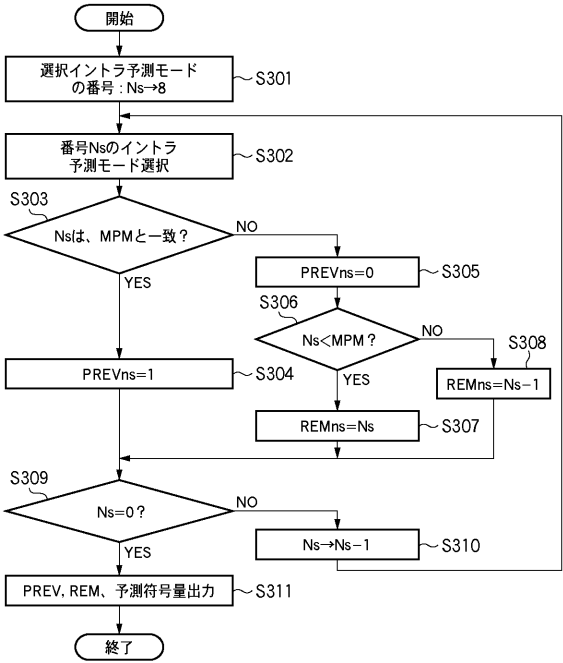 開始
選択イントラ予測モード
の番号：Ns→8
S301
番号Nsのイントラ
予測モード選択
S302
S303
Nsは、MPMと一致？
NO
YES
PREVns=0
S305
S306
Ns<MPM？
NO
YES
S308
REMns=Ns−1
PREVns=1
S304
REMns=Ns
S307
S309
Ns=0？
NO
YES
Ns→Ns−1
S310
PREV，REM、予測符号量出力
S311
終了